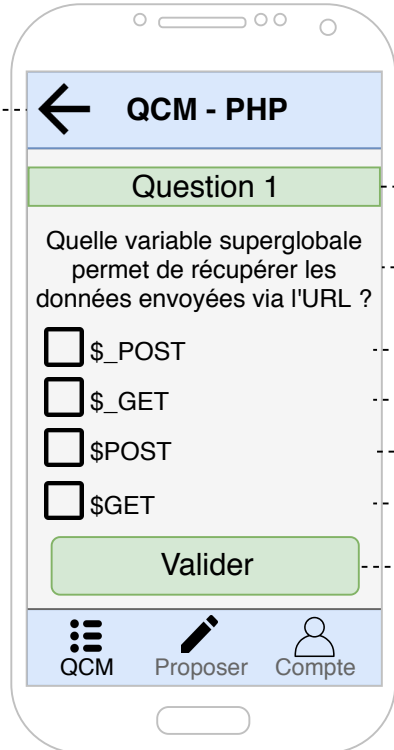 QCM - PHP
Question 1
Quelle variable superglobale
permet de récupérer les
données envoyées via l'URL ?
$_POST
$_GET
$POST
$GET
Valider
QCM
Proposer
Compte